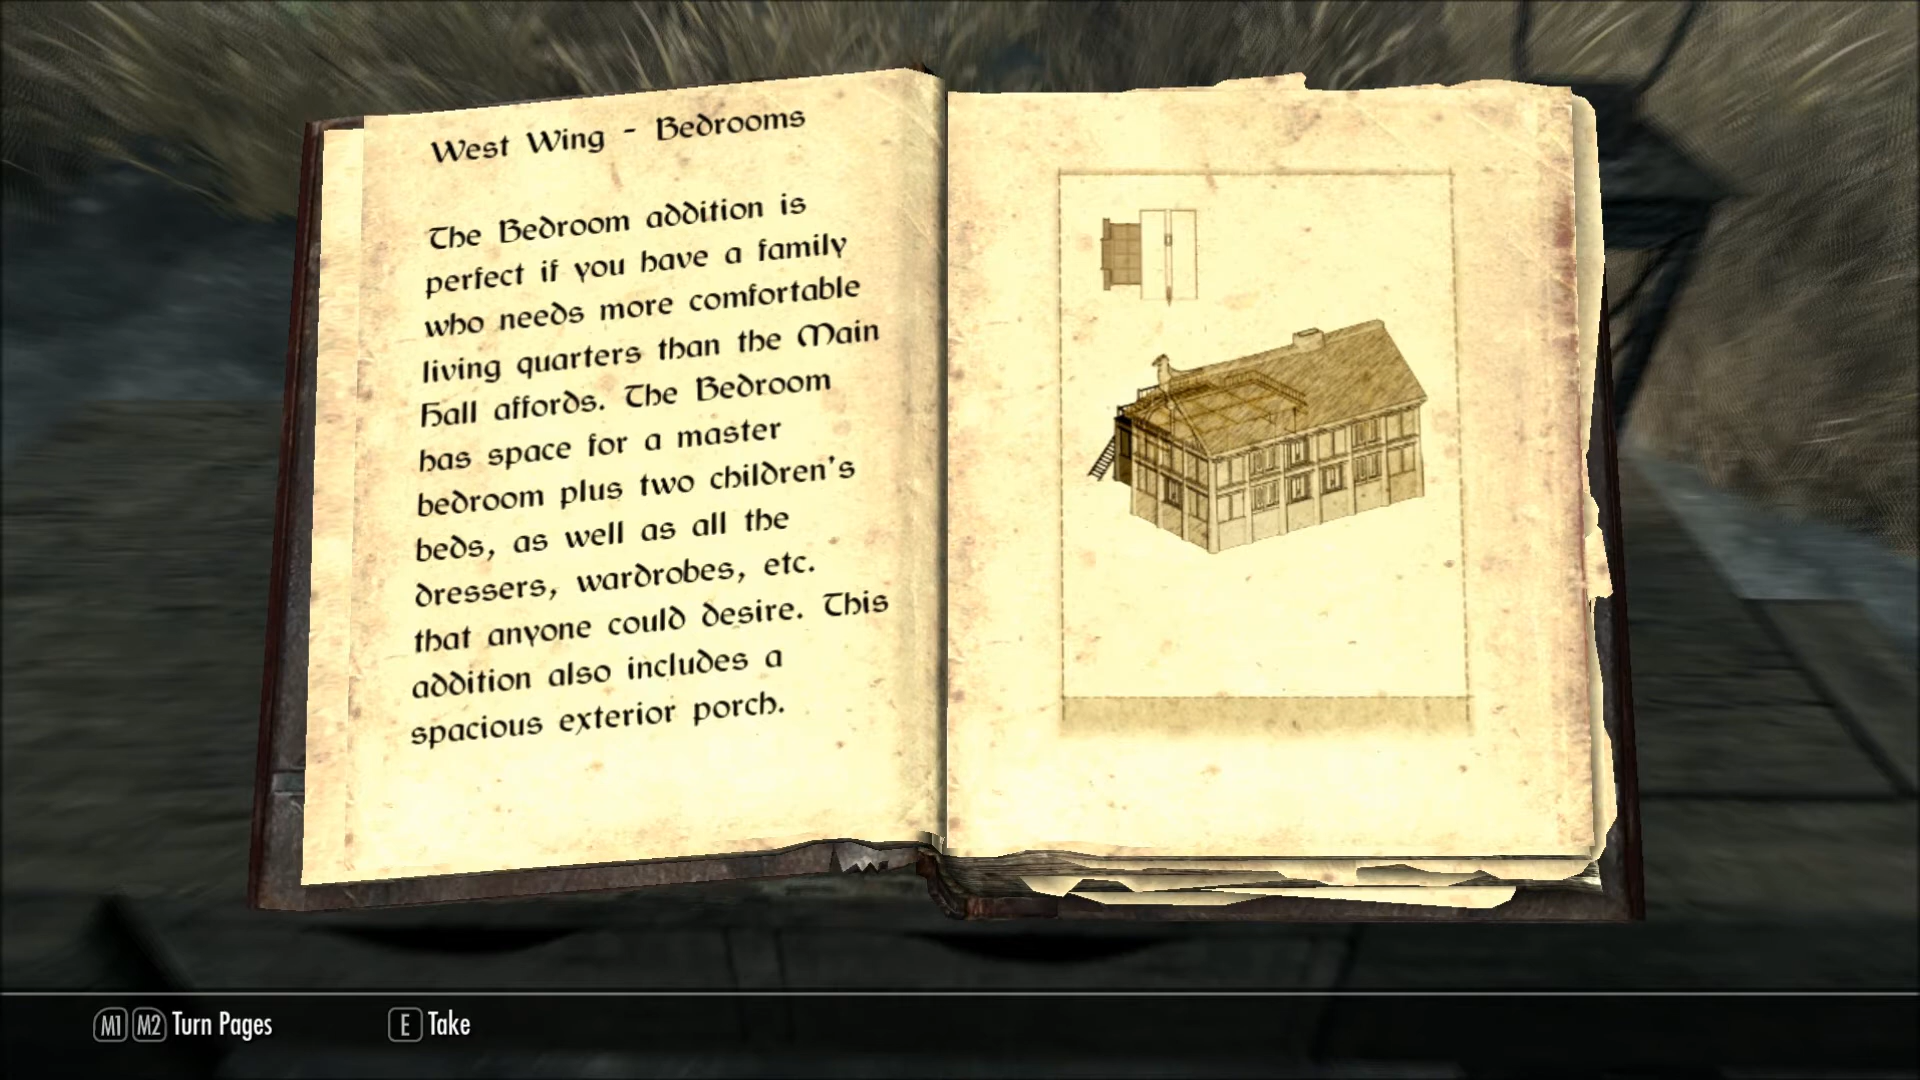 West Wing - Bedrooms
The Bedroom addition is
perfect if you have a family
who needs more comfortable
living quarters than the Main
Hall affords. The Bedroom
has space for a master
bedroom plus two children's
beds, as well as all the
dressers, wardrobes, etc.
that anyone could desire. This
addition also includes a
spacious exterior porch.
M1 M2 Turn Pages E Take